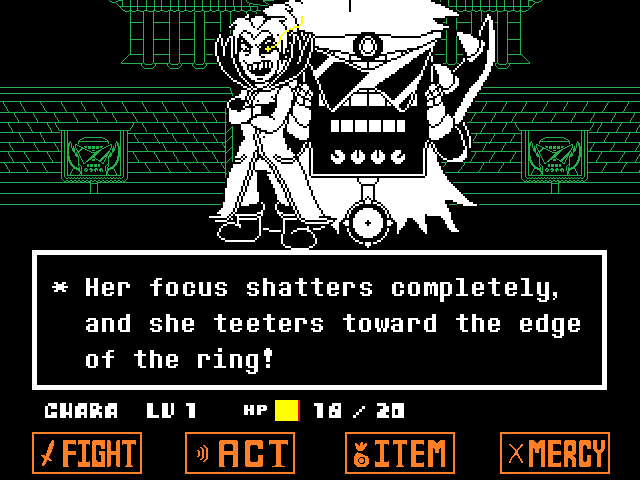 * Her focus shatters completely,
and she teeters toward the edge
of the ring!
CHARA LV 1 HP 18 / 20
FIGHT ACT ITEM MERCY